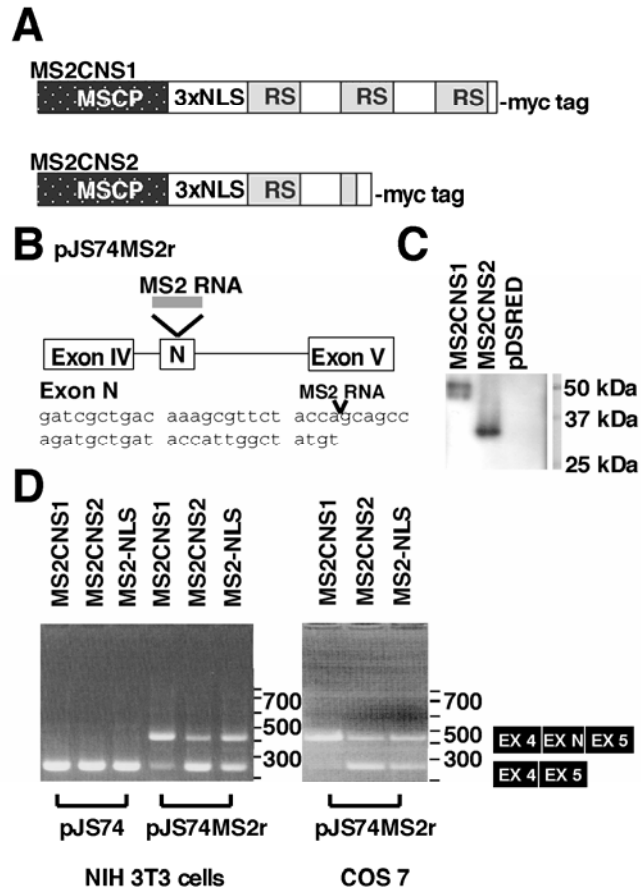 A
MS2CNS1
MSCP 3xNLS RS RS RS -myc tag
MS2CNS2
MSCP 3xNLS RS -myc tag
B pJS74MS2r
MS2 RNA
Exon IV N Exon V
Exon N MS2 RNA
gatcgctgac aaagcgttct accagcagcc
agatgctgat accattggct atgt
C
MS2CNS1
MS2CNS2
pDSRED
50 kDa
37 kDa
25 kDa
D
MS2CNS1
MS2CNS2
MS2-NLS
MS2CNS1
MS2CNS2
MS2-NLS
700
500
300
pJS74 pJS74MS2r
NIH 3T3 cells
MS2CNS1
MS2CNS2
MS2-NLS
700
500
300
EX 4 EX N EX 5
EX 4 EX 5
pJS74MS2r
COS 7